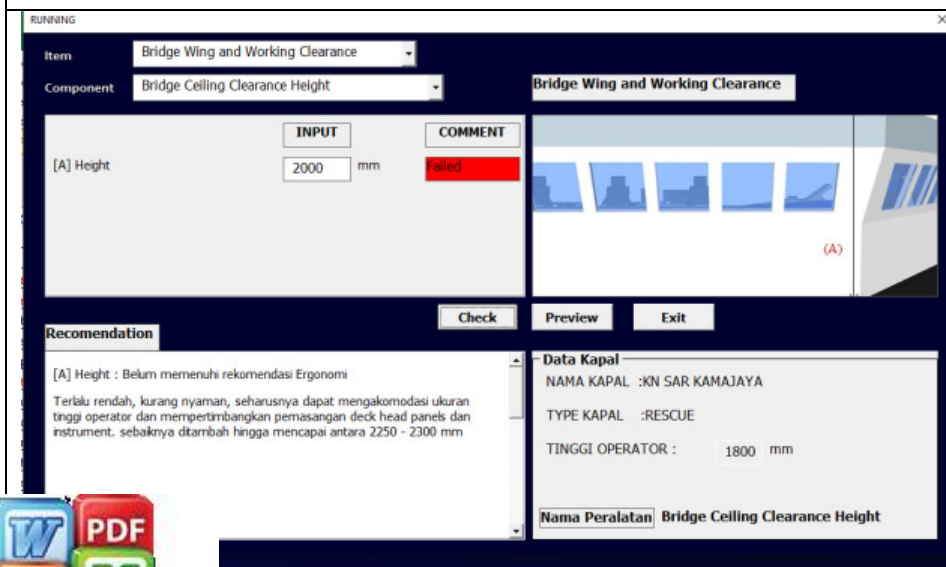 RUNNING
Item
Bridge Wing and Working Clearance
Component
Bridge Ceiling Clearance Height
Bridge Wing and Working Clearance
INPUT
COMMENT
[A] Height
2000
mm
Failed
(A)
Check
Preview
Exit
Recomendation
[A] Height : Belum memenuhi rekomendasi Ergonomi
Terlalu rendah, kurang nyaman, seharusnya dapat mengakomodasi ukuran
tinggi operator dan mempertimbangkan pemasangan deck head panels dan
instrument. sebaiknya ditambah hingga mencapai antara 2250 - 2300 mm
Data Kapal
NAMA KAPAL :KN SAR KAMAJAYA
TYPE KAPAL :RESCUE
TINGGI OPERATOR : 1800 mm
Nama Peralatan Bridge Ceiling Clearance Height
W
PDF